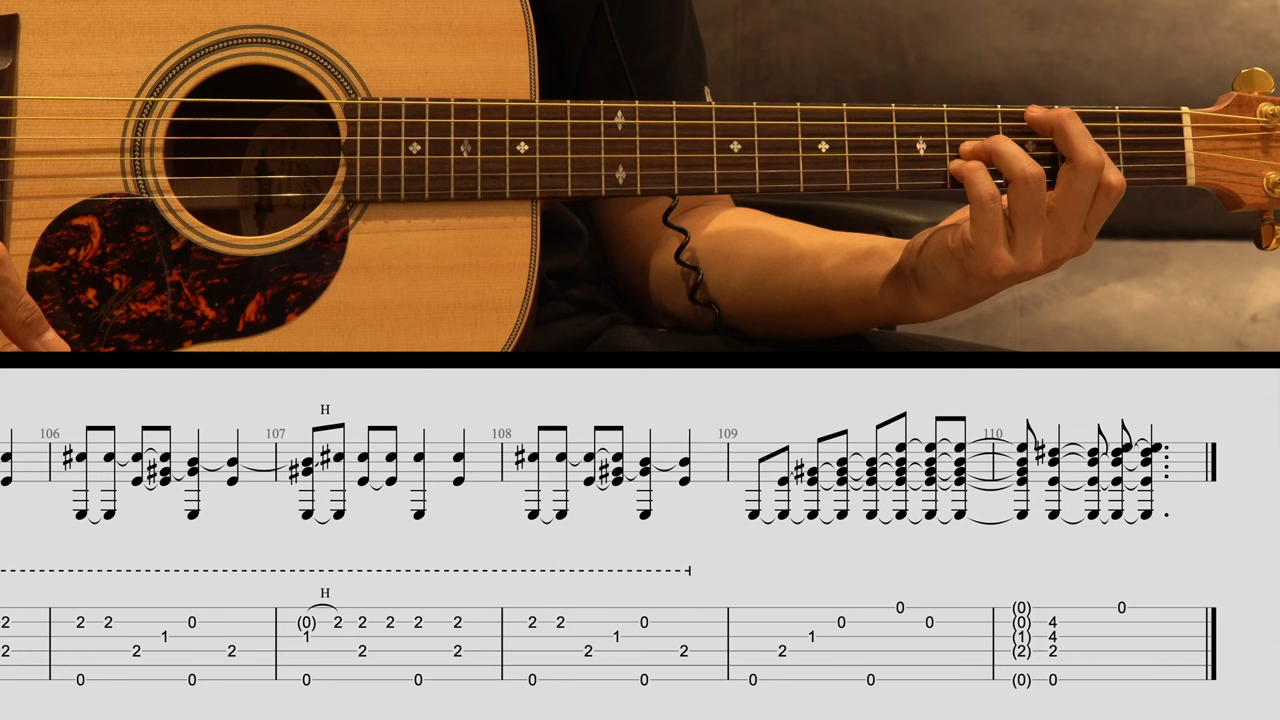 H
106 107 108 109 110
H
0 0
2 2 2 0 (0) 2 2 2 2 2 2 2 0 0 0 (0) 4
1 1 1 1 (1) 4
2 2 2 2 2 2 2 2 (2) 2
0 0 0 0 0 0 0 0 (0) 0